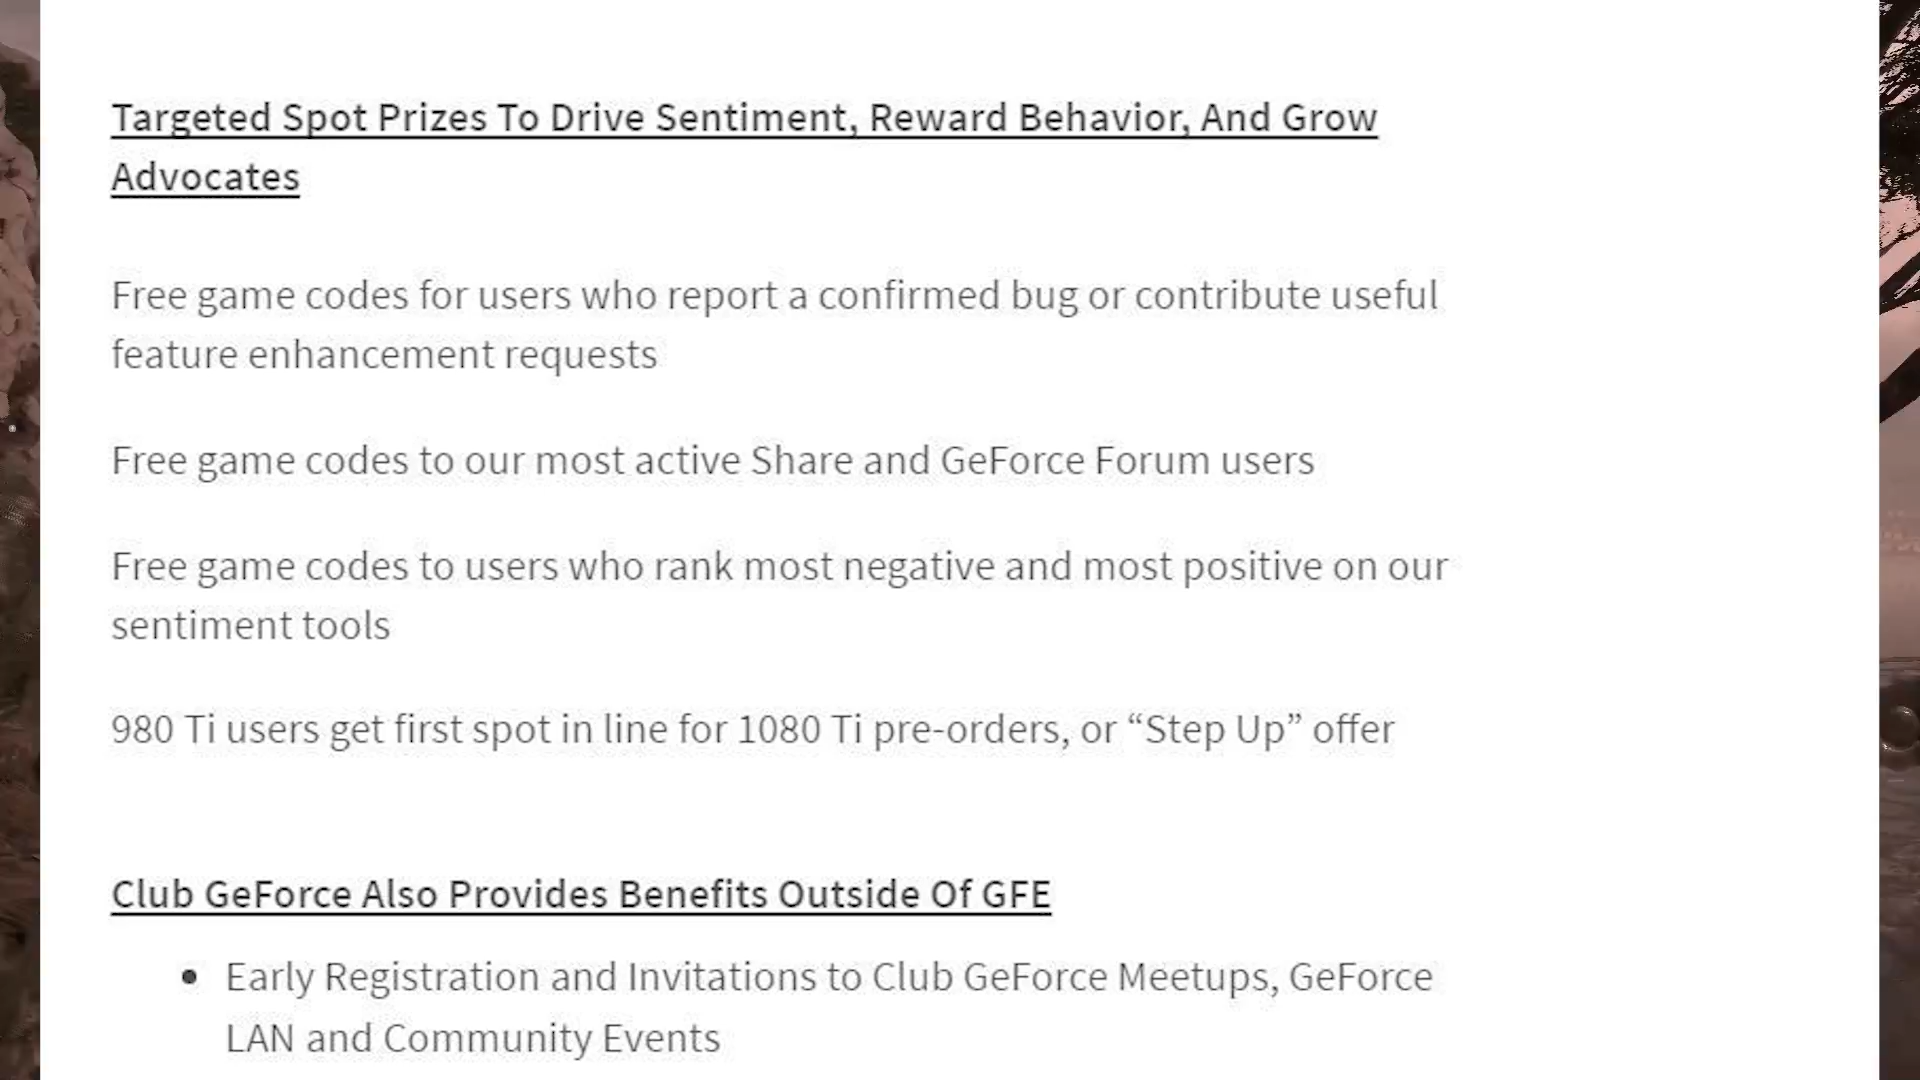 Targeted Spot Prizes To Drive Sentiment, Reward Behavior, And Grow
Advocates
Free game codes for users who report a confirmed bug or contribute useful
feature enhancement requests
Free game codes to our most active Share and GeForce Forum users
Free game codes to users who rank most negative and most positive on our
sentiment tools
980 Ti users get first spot in line for 1080 Ti pre-orders, or “Step Up” offer
Club GeForce Also Provides Benefits Outside Of GFE
• Early Registration and Invitations to Club GeForce Meetups, GeForce
LAN and Community Events